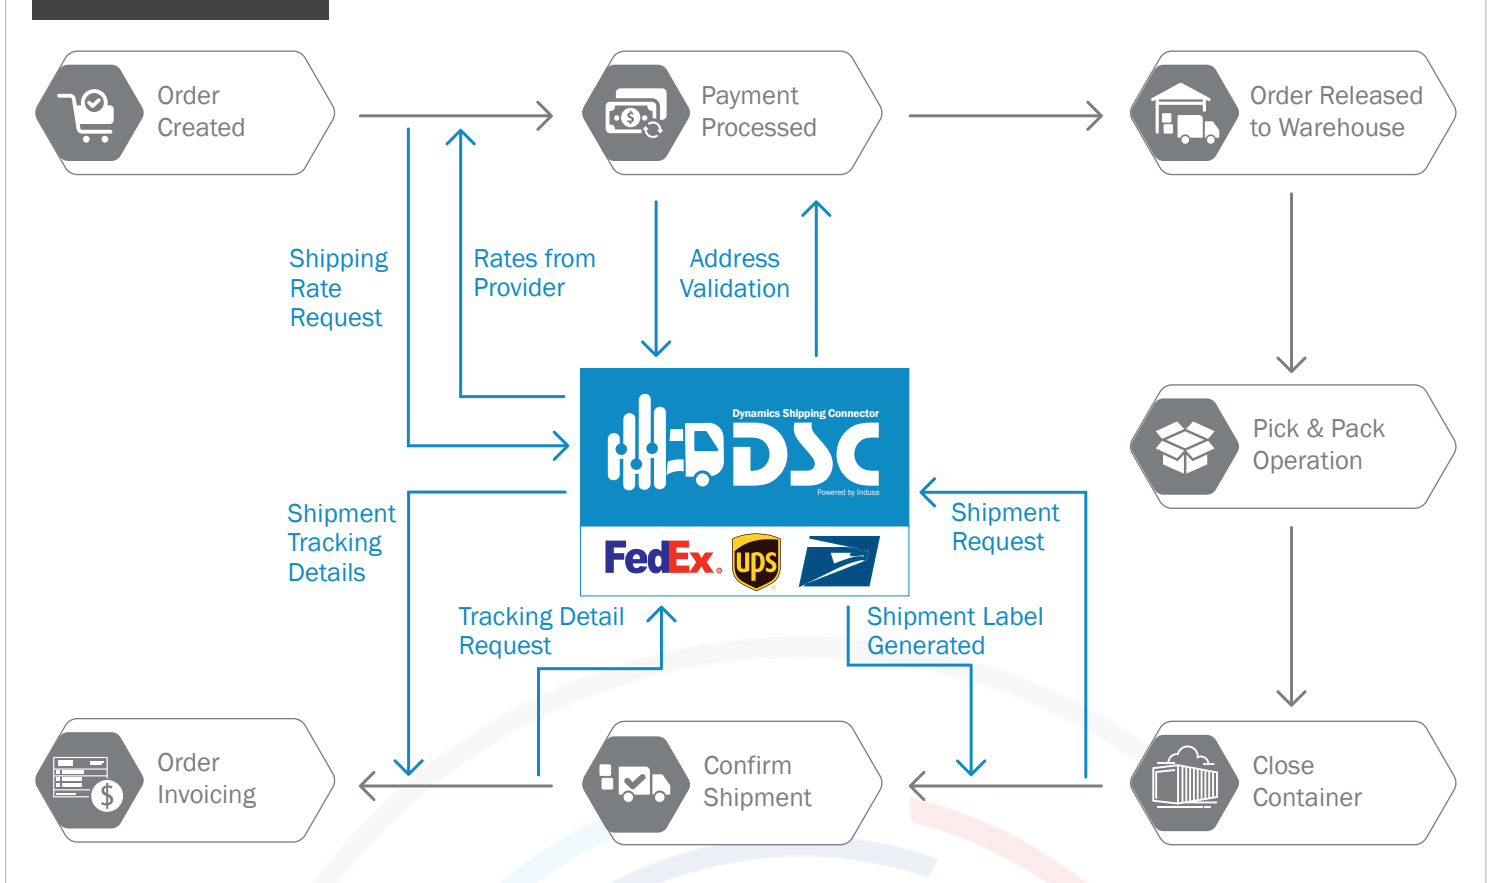 Order
Created
Payment
Processed
Order Released
to Warehouse
Shipping
Rate
Request
Rates from
Provider
Address
Validation
Dynamics Shipping Connector
DSC
Powered by Indusa
Pick & Pack
Operation
Shipment
Tracking
Details
FedEx®
ups
Shipment
Request
Tracking Detail
Request
Shipment Label
Generated
Order
Invoicing
Confirm
Shipment
Close
Container